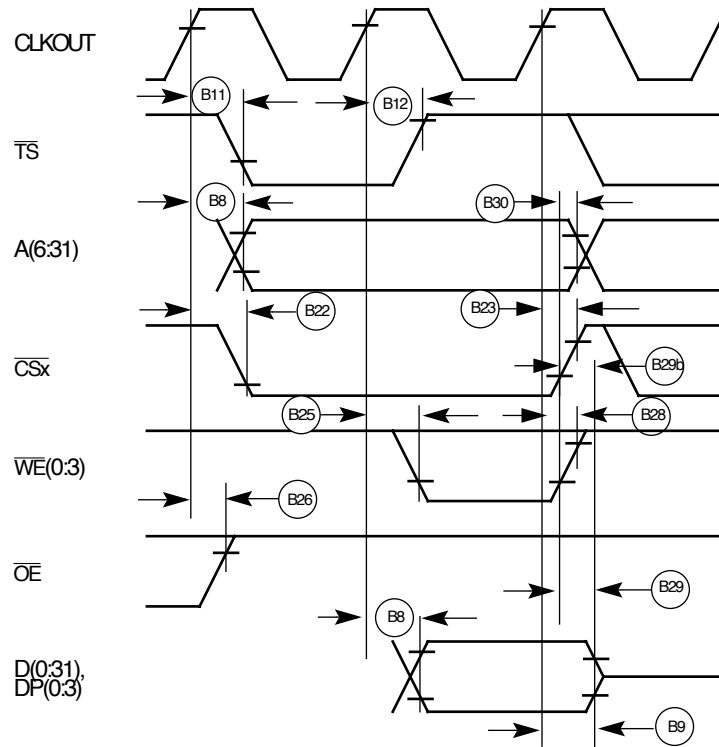 CLKOUT
B11
B12
TS
B8
B30
A(6:31)
B22
B23
CSx
B29b
B25
B28
WE(0:3)
B26
OE
B29
B8
D(0:31),
DP(0:3)
B9